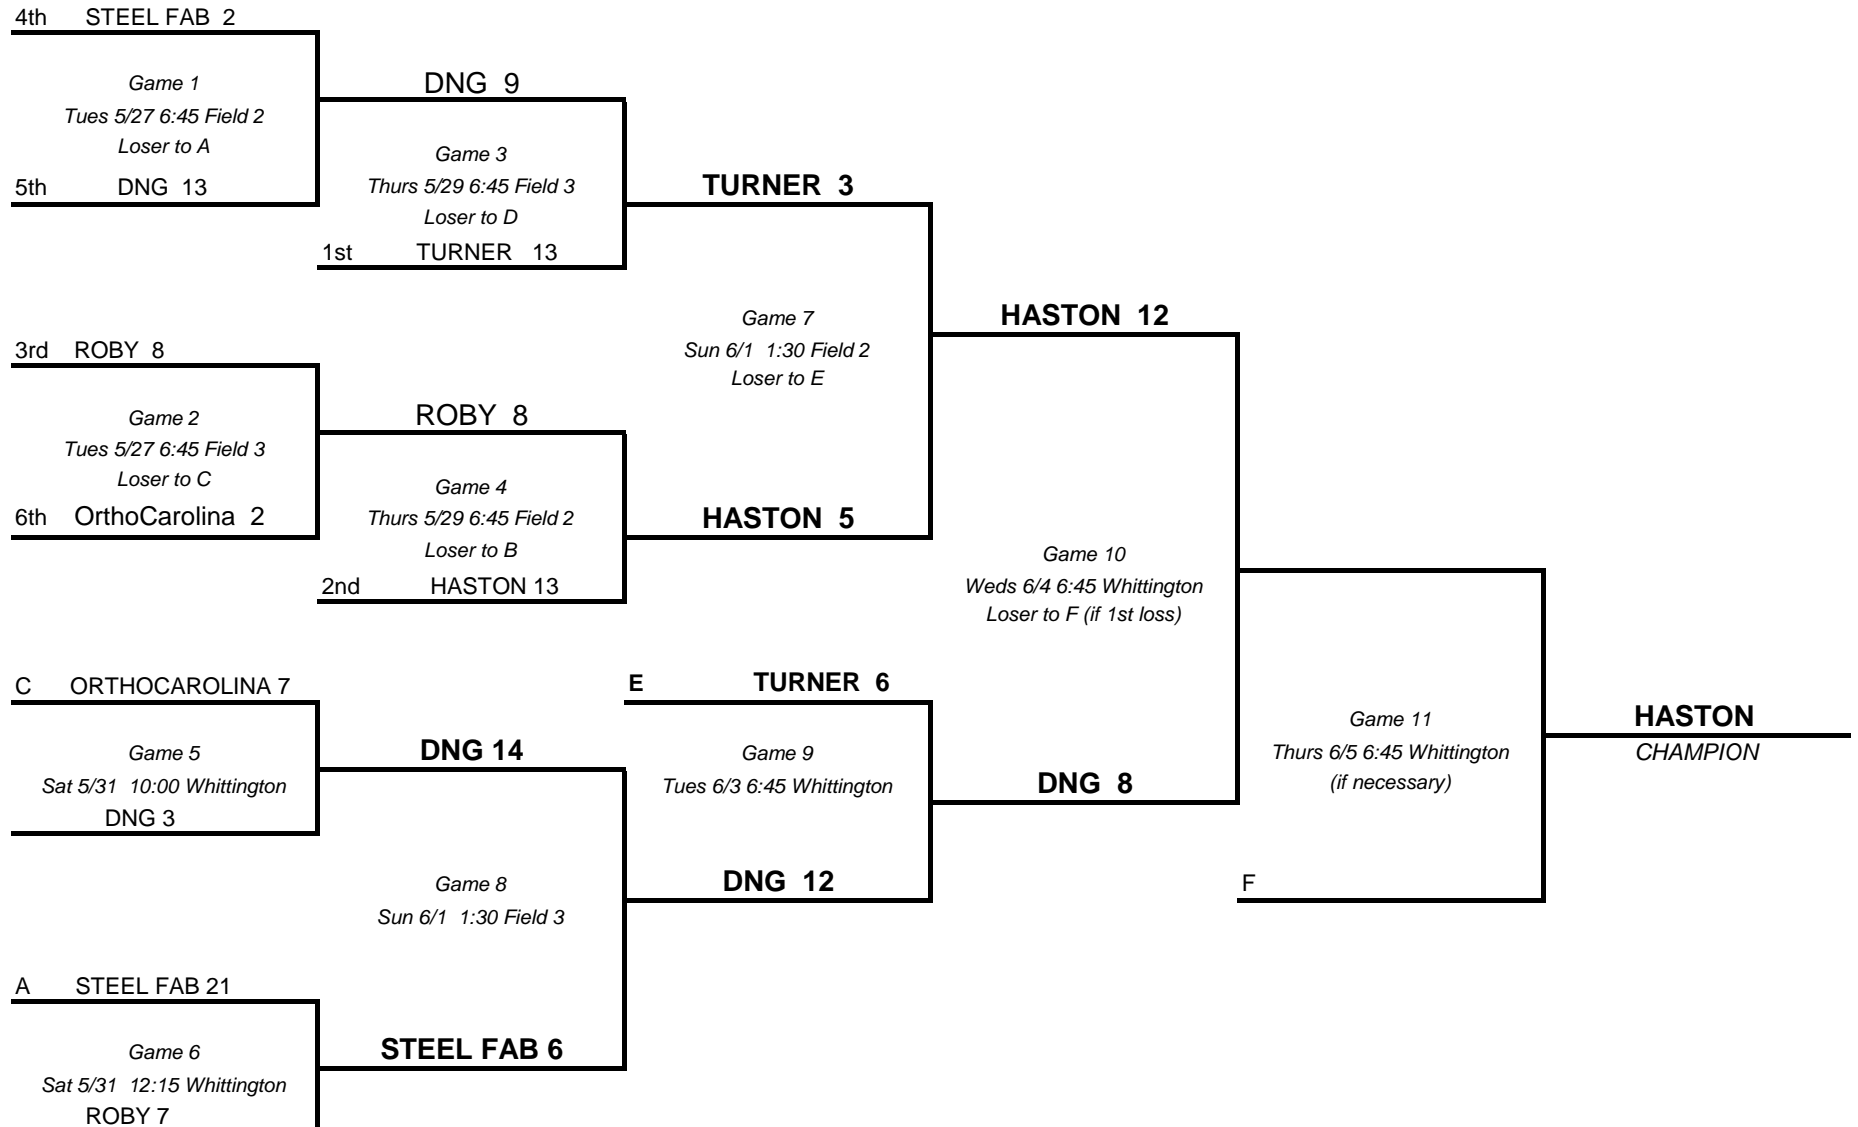 4th STEEL FAB 2
Game 1
Tues 5/27 6:45 Field 2
Loser to A
5th DNG 13
DNG 9
Game 3
Thurs 5/29 6:45 Field 3
Loser to D
1st TURNER 13
3rd ROBY 8
Game 2
Tues 5/27 6:45 Field 3
Loser to C
6th OrthoCarolina 2
ROBY 8
Game 4
Thurs 5/29 6:45 Field 2
Loser to B
2nd HASTON 13
TURNER 3
Game 7
Sun 6/1 1:30 Field 2
Loser to E
HASTON 5
HASTON 12
Game 10
Weds 6/4 6:45 Whittington
Loser to F (if 1st loss)
C ORTHOCAROLINA 7
Game 5
Sat 5/31 10:00 Whittington
DNG 3
DNG 14
Game 8
Sun 6/1 1:30 Field 3
A STEEL FAB 21
Game 6
Sat 5/31 12:15 Whittington
ROBY 7
STEEL FAB 6
E TURNER 6
Game 9
Tues 6/3 6:45 Whittington
DNG 12
DNG 8
Game 11
Thurs 6/5 6:45 Whittington
(if necessary)
F
HASTON
CHAMPION